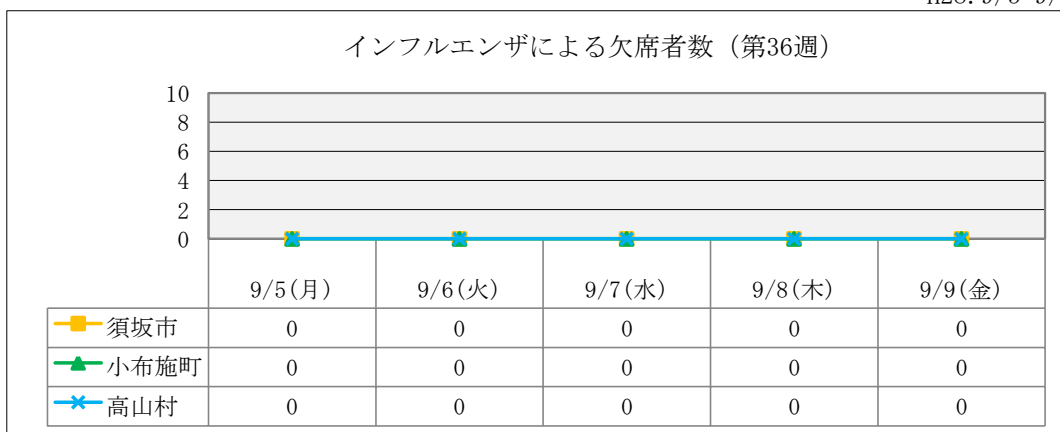 インフルエンザによる欠席者数（第36週）
10
8
6
4
2
0
9/5(月) 9/6(火) 9/7(水) 9/8(木) 9/9(金)
須坂市 0 0 0 0 0
小布施町 0 0 0 0 0
高山村 0 0 0 0 0